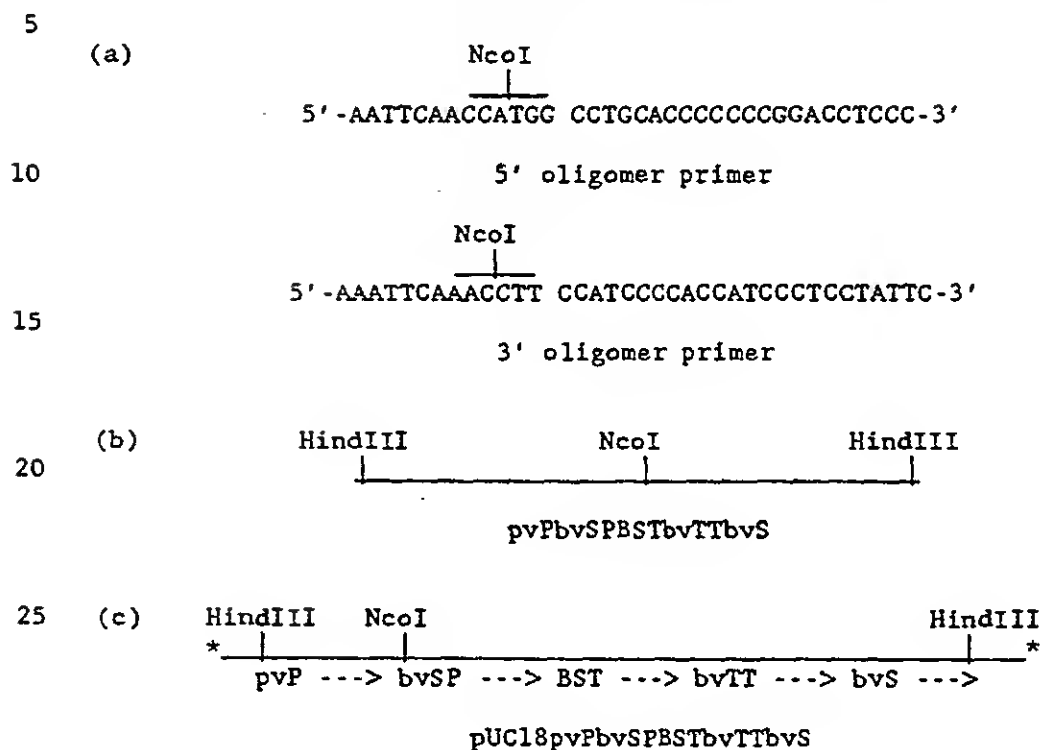 5
(a)
NcoI
5'-AATTCAACCATGG CCTGCACCCCCCCGGACCTCCC-3'
10
5' oligomer primer
NcoI
5'-AAATTCAAACCTT CCATCCCCACCATCCCTCCTATTC-3'
15
3' oligomer primer
(b)
HindIII NcoI HindIII
20
pvPbvSPBSTbvTTbvS
25 (c) HindIII NcoI HindIII
* *
pvP ---> bvSP ---> BST ---> bvTT ---> bvS --->
pUC18pvPbvSPBSTbvTTbvS